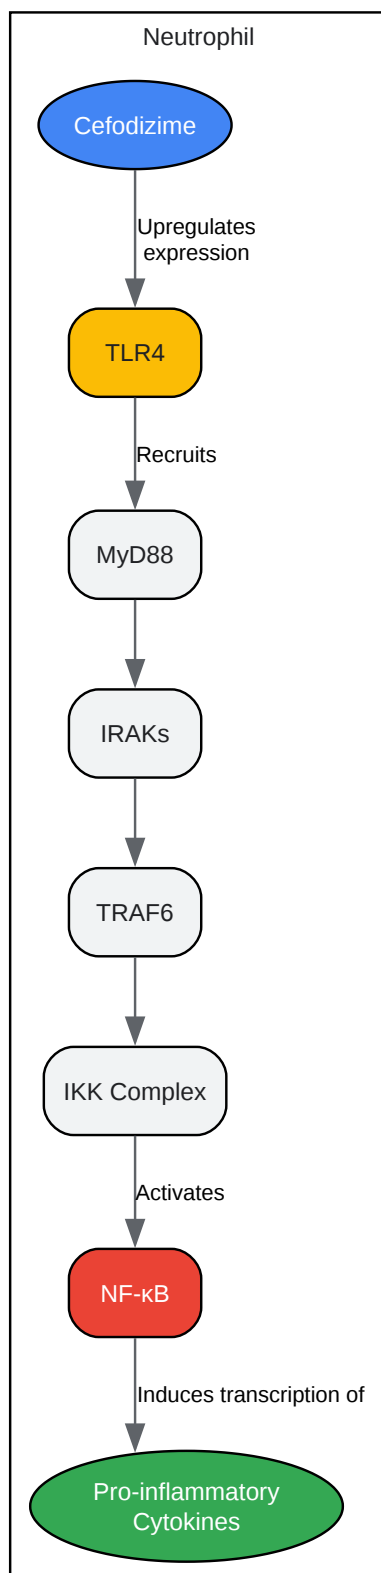 Neutrophil
Cefodizime
Upregulates
expression
TLR4
Recruits
MyD88
IRAKs
TRAF6
IKK Complex
Activates
NF-κB
Induces transcription of
Pro-inflammatory
Cytokines